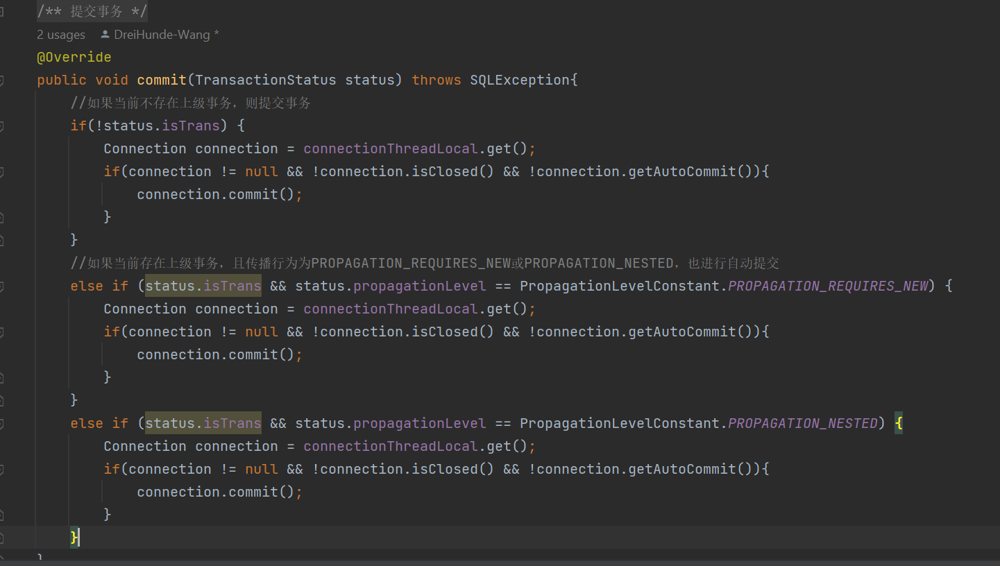 /** 提交事务 */
2 usages DreiHunde-Wang *
@Override
public void commit(TransactionStatus status) throws SQLException{
//如果当前不存在上级事务，则提交事务
if(!status.isTrans) {
Connection connection = connectionThreadLocal.get();
if(connection != null && !connection.isClosed() && !connection.getAutoCommit()){
connection.commit();
}
}
//如果当前存在上级事务，且传播行为为PROPAGATION_REQUIRES_NEW或PROPAGATION_NESTED，也进行自动提交
else if (status.isTrans && status.propagationLevel == PropagationLevelConstant.PROPAGATION_REQUIRES_NEW) {
Connection connection = connectionThreadLocal.get();
if(connection != null && !connection.isClosed() && !connection.getAutoCommit()){
connection.commit();
}
}
else if (status.isTrans && status.propagationLevel == PropagationLevelConstant.PROPAGATION_NESTED) {
Connection connection = connectionThreadLocal.get();
if(connection != null && !connection.isClosed() && !connection.getAutoCommit()){
connection.commit();
}
}
}